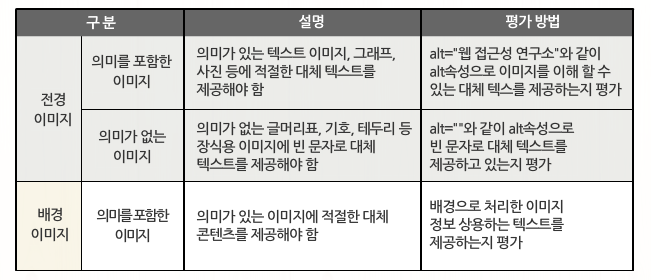 구 분
설명
평가 방법
전경
이미지
의미를 포함한
이미지
의미가 있는 텍스트 이미지, 그래프,
사진 등에 적절한 대체 텍스트를
제공해야 함
alt="웹 접근성 연구소"와 같이
alt속성으로 이미지를 이해 할 수
있는 대체 텍스를 제공하는지 평가
의미가 없는
이미지
의미가 없는 글머리표, 기호, 테두리 등
장식용 이미지에 빈 문자로 대체
텍스트를 제공해야 함
alt=""와 같이 alt속성으로
빈 문자로 대체 텍스트를
제공하고 있는지 평가
배경
이미지
의미를 포함한
이미지
의미가 있는 이미지에 적절한 대체
콘텐츠를 제공해야 함
배경으로 처리한 이미지
정보 상용하는 텍스트를
제공하는지 평가